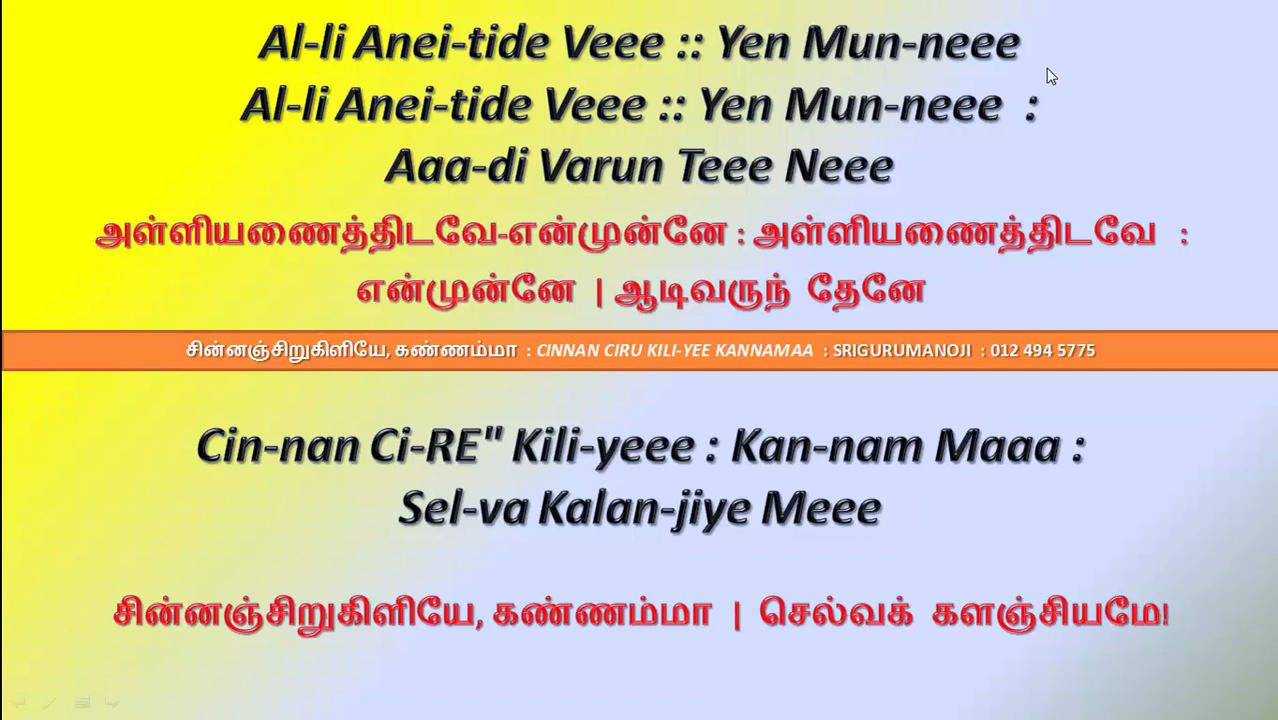 Al-li Anei-tide Veee :: Yen Mun-neee
Al-li Anei-tide Veee :: Yen Mun-neee :
Aaa-di Varun Teee Neee
அள்ளியணைத்திடவே-என்முன்னே : அள்ளியணைத்திடவே :
என்முன்னே | ஆடிவருந் தேனே
சின்னஞ்சிறுகிளியே, கண்ணம்மா : CINNAN CIRU KILI-YEE KANNAMAA : SRIGURUMANOJI : 012 494 5775
Cin-nan Ci-RE" Kili-yeee : Kan-nam Maaa :
Sel-va Kalan-jiye Meee
சின்னஞ்சிறுகிளியே, கண்ணம்மா | செல்வக் களஞ்சியமே!